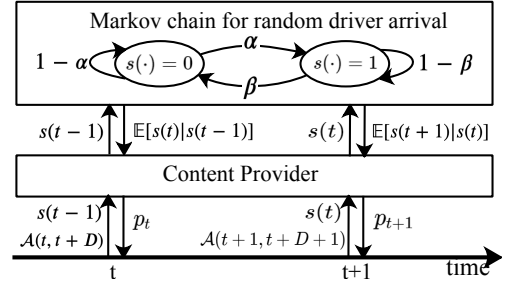 Markov chain for random driver arrival
α
1 − α s(·) = 0 s(·) = 1 1 − β
β
s(t − 1) 𝔼[s(t)|s(t − 1)] s(t) 𝔼[s(t + 1)|s(t)]
Content Provider
s(t − 1) p_t s(t) p_{t+1}
𝒜(t, t + D) 𝒜(t + 1, t + D + 1)
t t+1 time